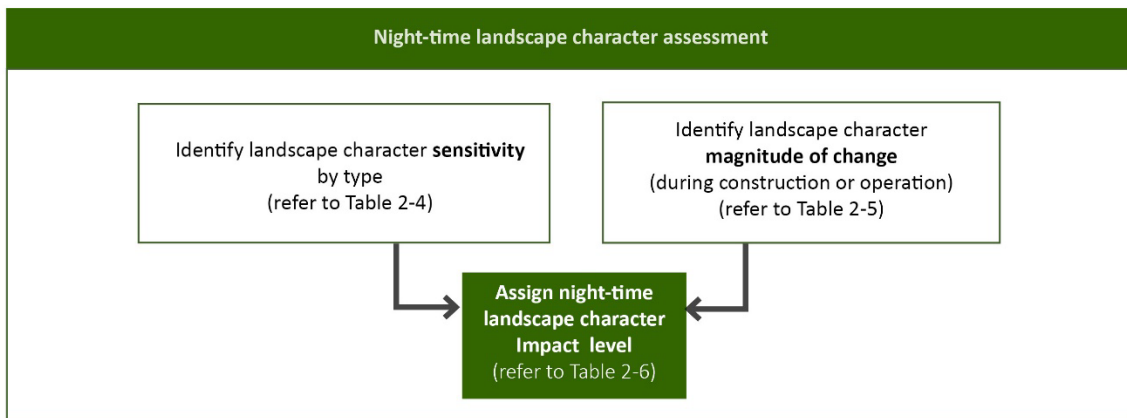 Night-time landscape character assessment
Identify landscape character sensitivity
by type
(refer to Table 2-4)
Identify landscape character
magnitude of change
(during construction or operation)
(refer to Table 2-5)
Assign night-time
landscape character
Impact level
(refer to Table 2-6)